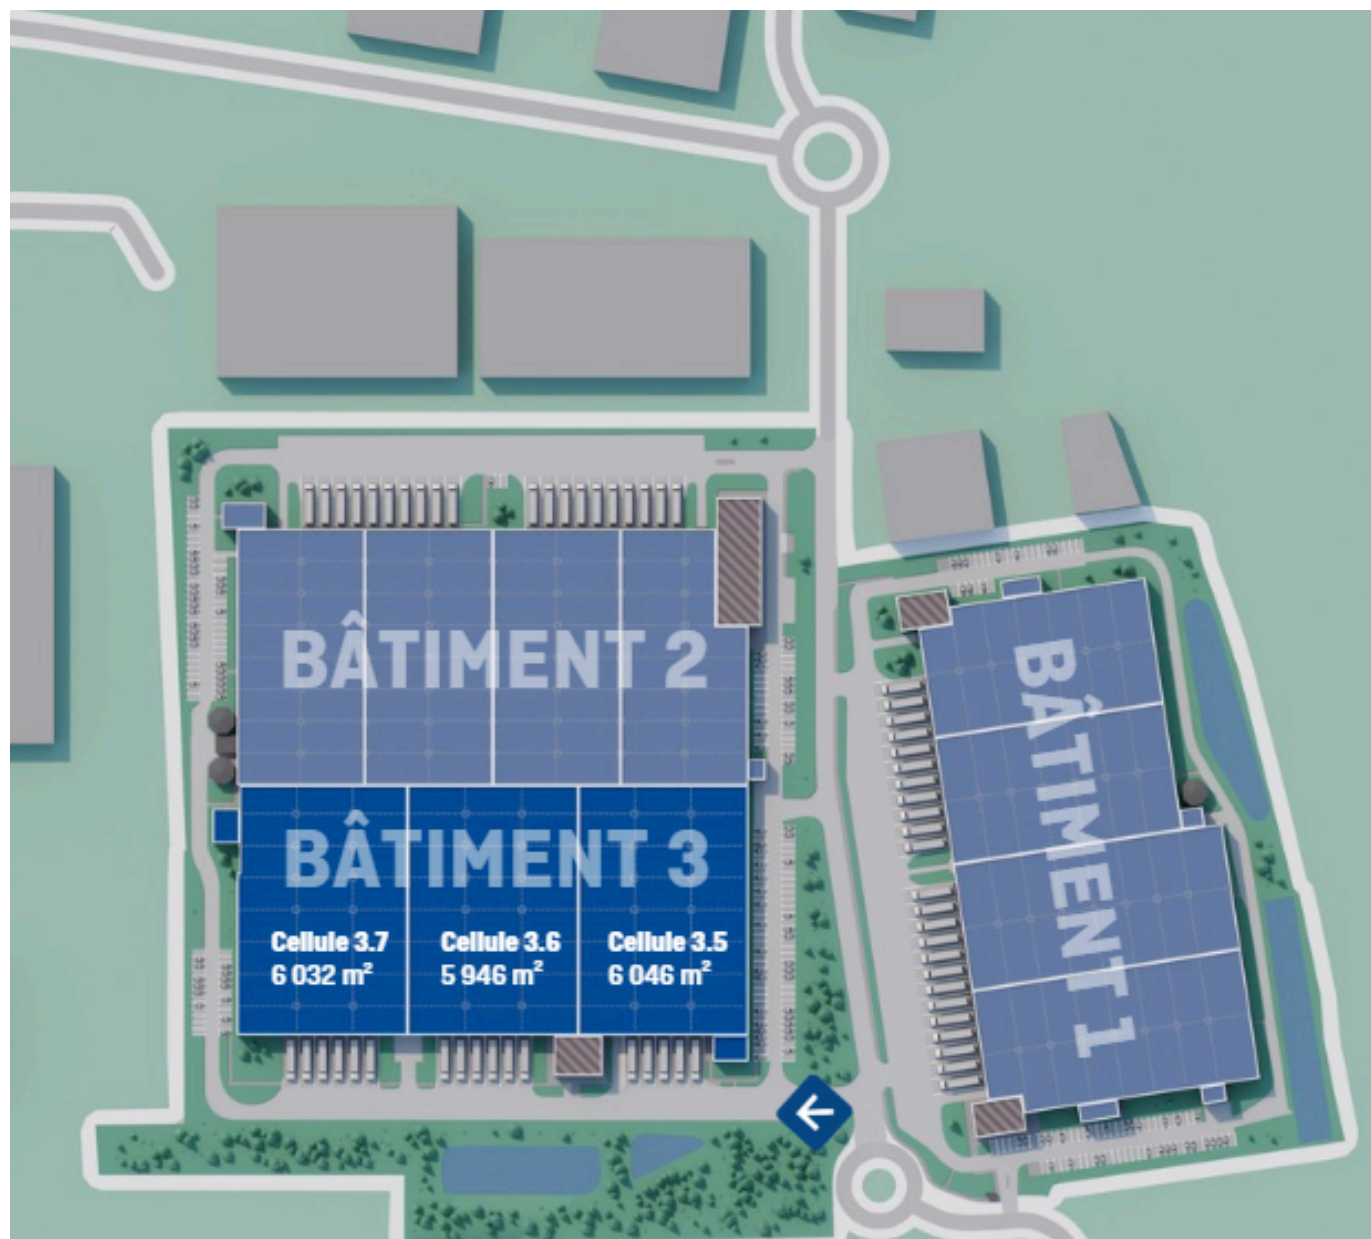 BÂTIMENT 2
BÂTIMENT 3
Cellule 3.7
6 032 m²
Cellule 3.6
5 946 m²
Cellule 3.5
6 046 m²
BÂTIMENT 1